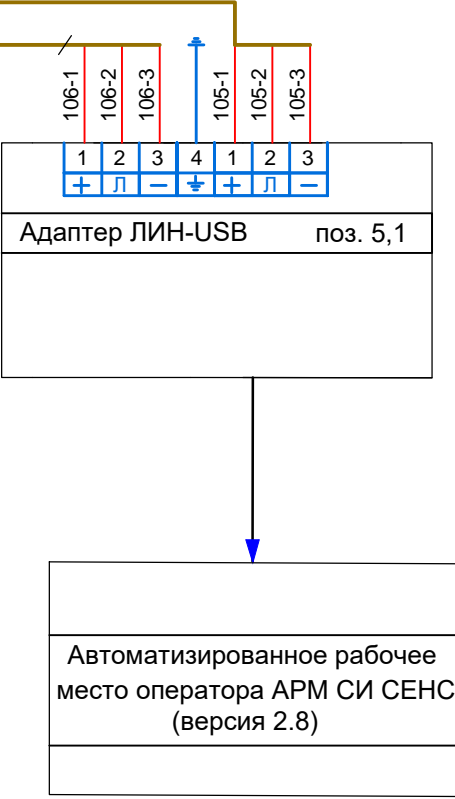 106-1 106-2 106-3 105-1 105-2 105-3
1 2 3 4 1 2 3
+ Л − ⏚ + Л −
Адаптер ЛИН-USB поз. 5,1
Автоматизированное рабочее
место оператора АРМ СИ СЕНС
(версия 2.8)